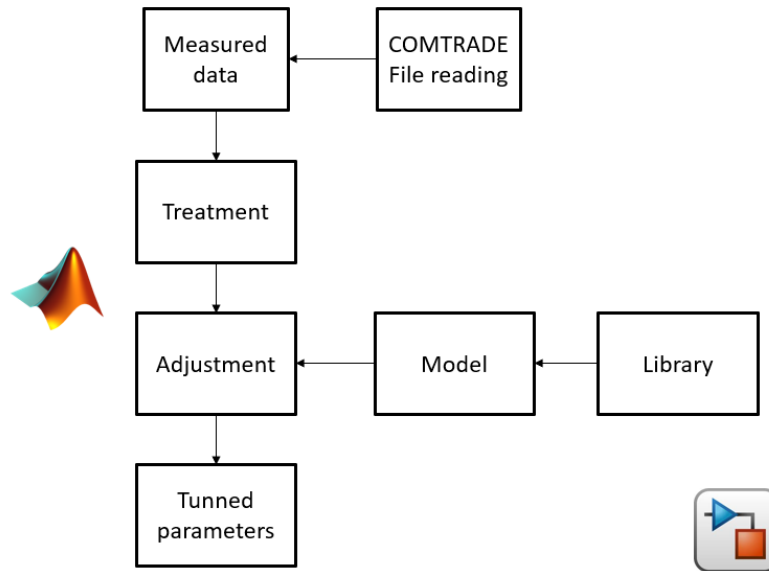 Measured
data
COMTRADE
File reading
Treatment
Adjustment
Model
Library
Tunned
parameters